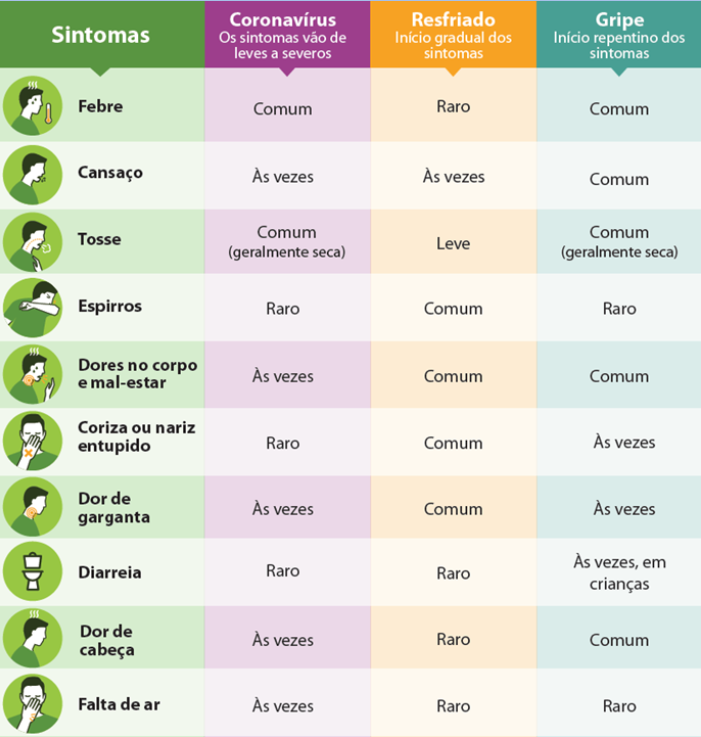 Sintomas
Coronavírus
Os sintomas vão de
leves a severos
Resfriado
Início gradual dos
sintomas
Gripe
Início repentino dos
sintomas
Febre
Comum
Raro
Comum
Cansaço
Às vezes
Às vezes
Comum
Tosse
Comum
(geralmente seca)
Leve
Comum
(geralmente seca)
Espirros
Raro
Comum
Raro
Dores no corpo
e mal-estar
Às vezes
Comum
Comum
Coriza ou nariz
entupido
Raro
Comum
Às vezes
Dor de
garganta
Às vezes
Comum
Às vezes
Diarreia
Raro
Raro
Às vezes, em
crianças
Dor de
cabeça
Às vezes
Raro
Comum
Falta de ar
Às vezes
Raro
Raro